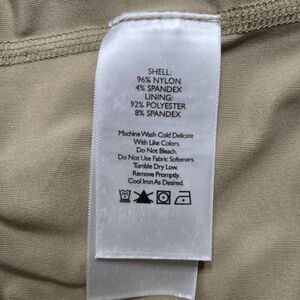 SHELL:
96% NYLON
4% SPANDEX
LINING:
92% POLYESTER
8% SPANDEX
Machine Wash Cold Delicate
With Like Colors.
Do Not Bleach.
Do Not Use Fabric Softeners.
Tumble Dry Low.
Remove Promptly.
Cool Iron As Desired.